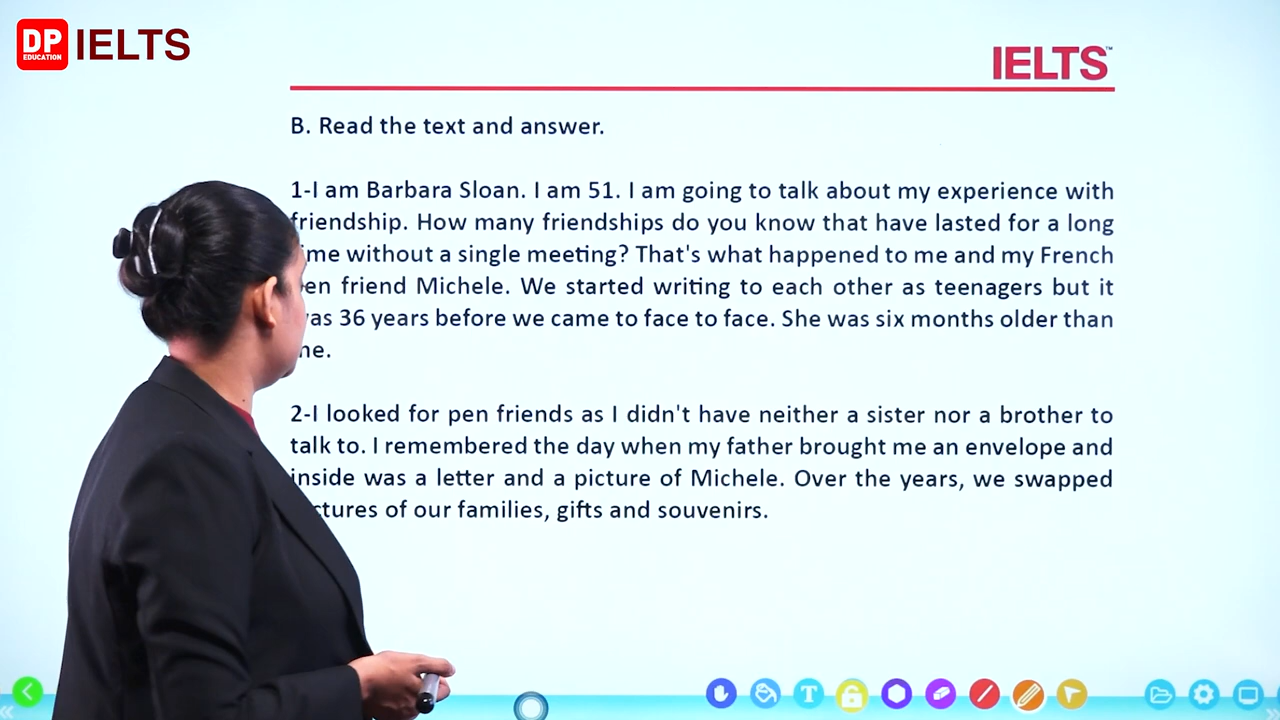 DP
EDUCATION
IELTS
IELTS™
B. Read the text and answer.
1-I am Barbara Sloan. I am 51. I am going to talk about my experience with
friendship. How many friendships do you know that have lasted for a long
me without a single meeting? That's what happened to me and my French
en friend Michele. We started writing to each other as teenagers but it
as 36 years before we came to face to face. She was six months older than
e.
2-I looked for pen friends as I didn't have neither a sister nor a brother to
talk to. I remembered the day when my father brought me an envelope and
inside was a letter and a picture of Michele. Over the years, we swapped
ctures of our families, gifts and souvenirs.
T